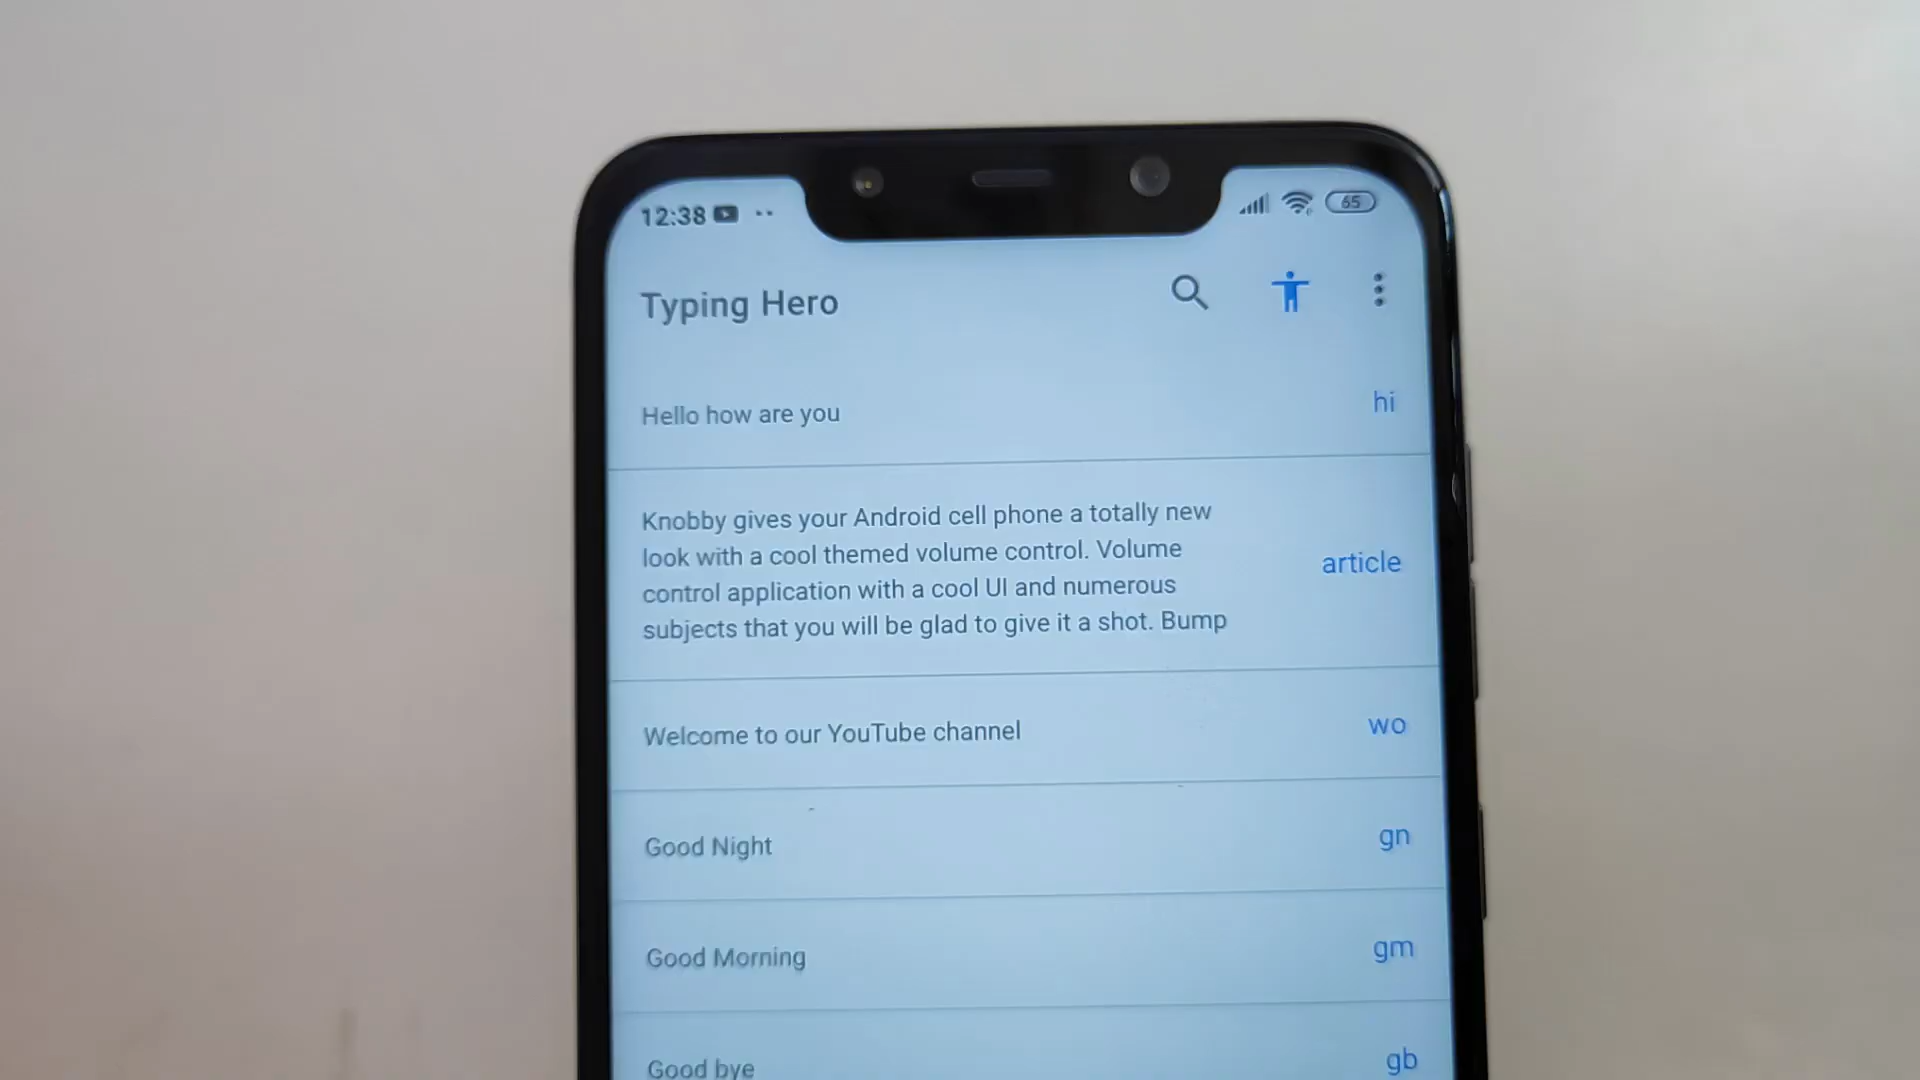 12:38
65
Typing Hero
Hello how are you
hi
Knobby gives your Android cell phone a totally new
look with a cool themed volume control. Volume
control application with a cool UI and numerous
subjects that you will be glad to give it a shot. Bump
article
Welcome to our YouTube channel
wo
Good Night
gn
Good Morning
gm
Good bye
gb